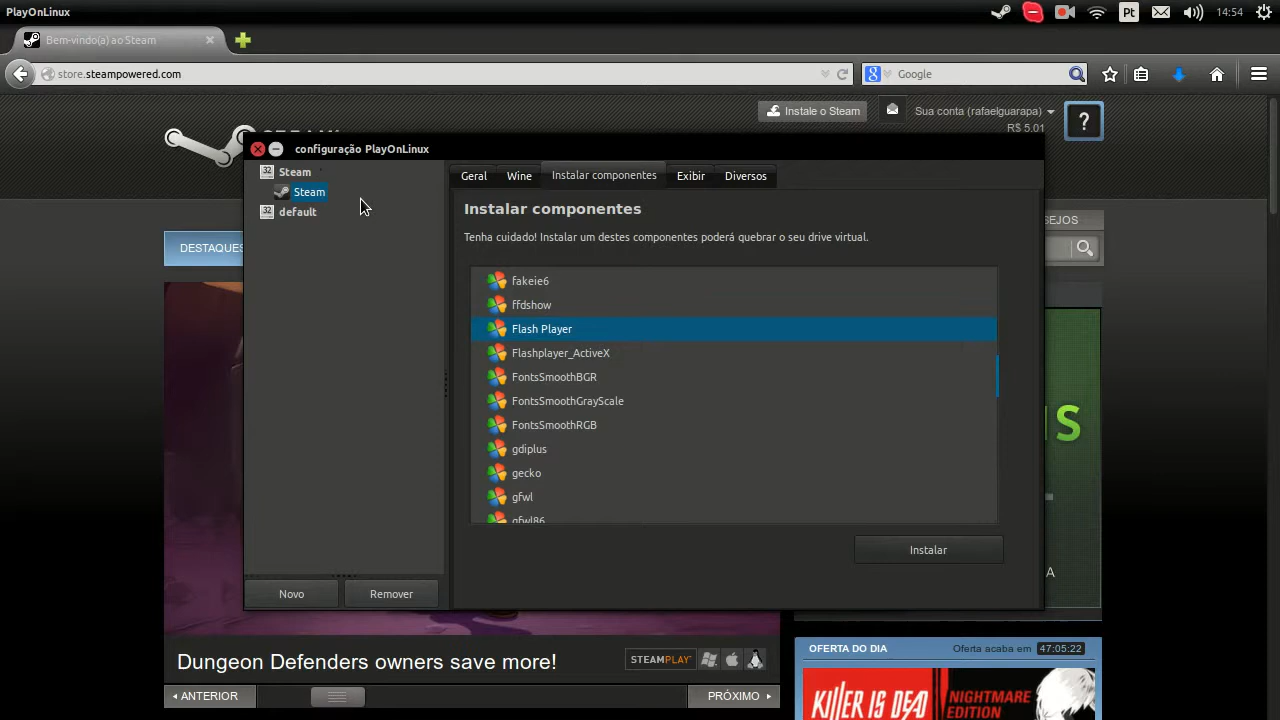 PlayOnLinux
Pt
14:54
Bem-vindo(a) ao Steam
store.steampowered.com
Google
Instale o Steam
Sua conta (rafaelguarapa)
R$ 5.01
?
configuração PlayOnLinux
32 Steam
Steam
32 default
Geral
Wine
Instalar componentes
Exibir
Diversos
Instalar componentes
Tenha cuidado! Instalar um destes componentes poderá quebrar o seu drive virtual.
fakeie6
ffdshow
Flash Player
Flashplayer_ActiveX
FontsSmoothBGR
FontsSmoothGrayScale
FontsSmoothRGB
gdiplus
gecko
gfwl
gfwl86
Instalar
Novo
Remover
DESTAQUES
Dungeon Defenders owners save more!
STEAMPLAY
ANTERIOR
PRÓXIMO
OFERTA DO DIA
Oferta acaba em 47:05:22
KILLER IS DEAD
NIGHTMARE
EDITION